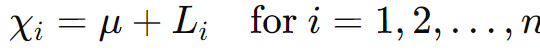 χᵢ = μ + Lᵢ for i = 1, 2, . . . , n